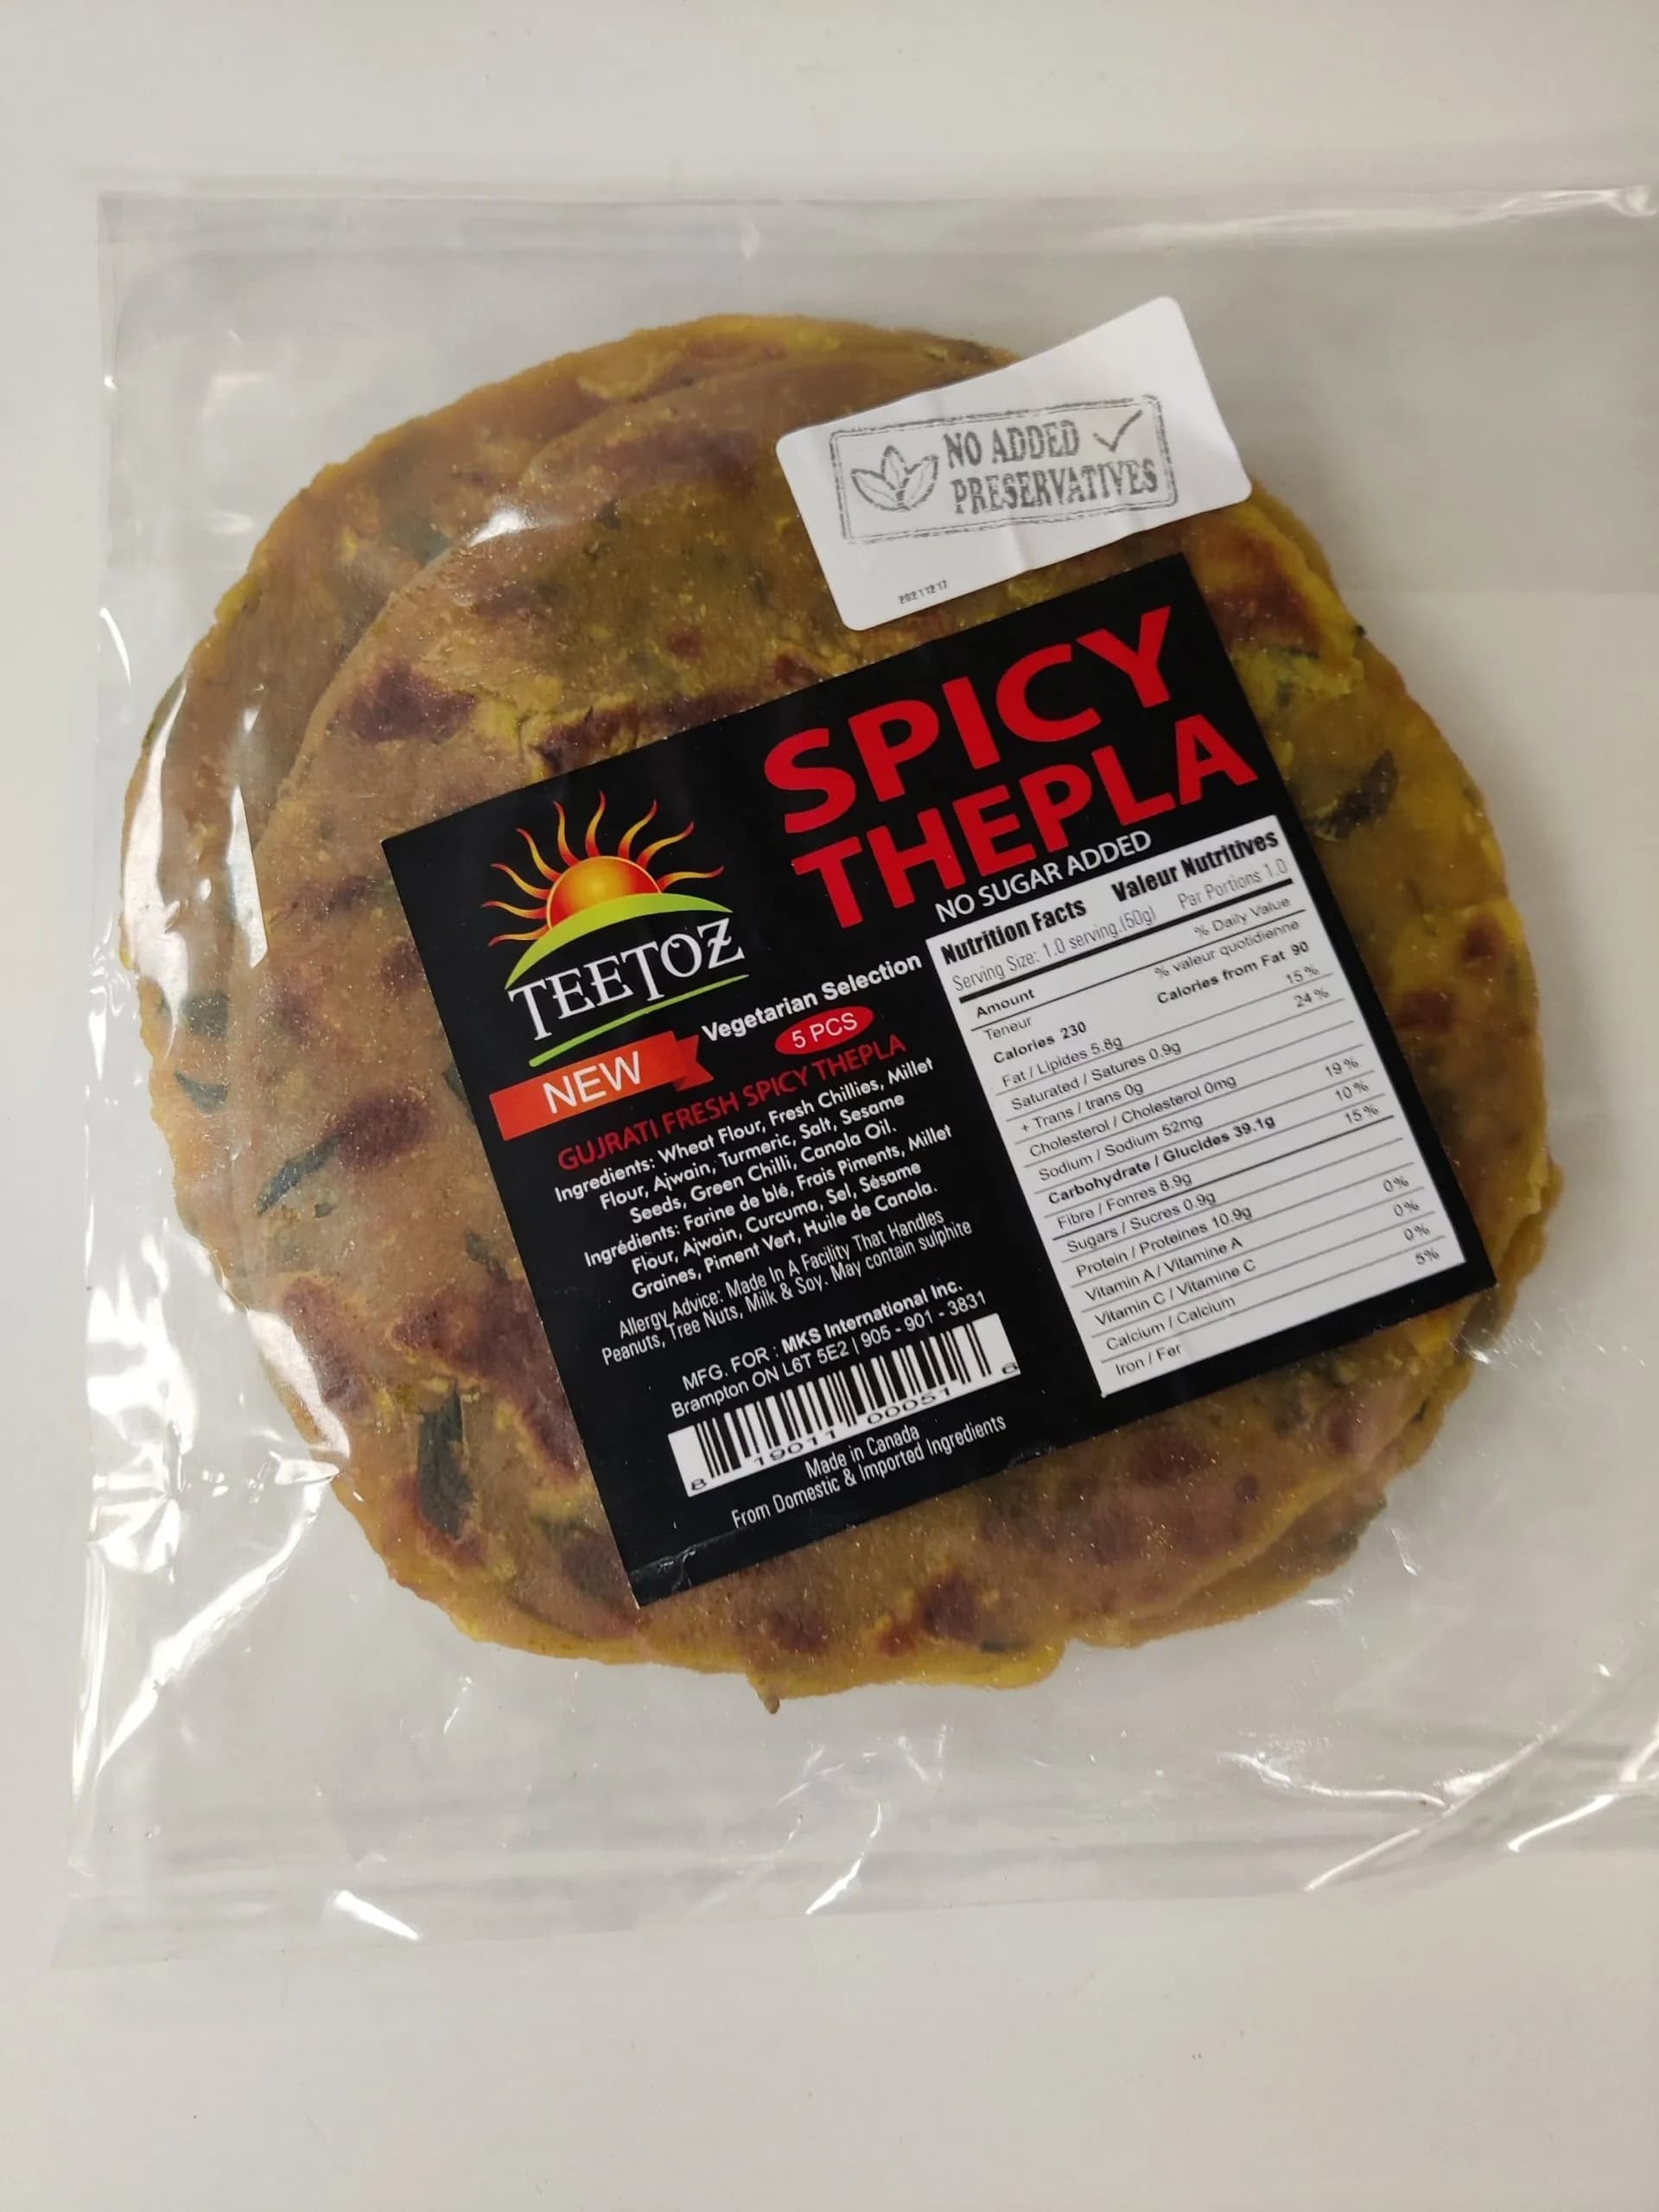 NO ADDED
PRESERVATIVES
20211217
SPICY
THEPLA
NO SUGAR ADDED
TEETOZ
Vegetarian Selection
NEW
5 PCS
GUJRATI FRESH SPICY THEPLA
Ingredients: Wheat Flour, Fresh Chillies, Millet
Flour, Ajwain, Turmeric, Salt, Sesame
Seeds, Green Chilli, Canola Oil.
Ingrédients: Farine de blé, Frais Piments, Millet
Flour, Ajwain, Curcuma, Sel, Sésame
Graines, Piment Vert, Huile de Canola.
Allergy Advice: Made In A Facility That Handles
Peanuts, Tree Nuts, Milk & Soy. May contain sulphite
MFG. FOR : MKS International Inc.
Brampton ON L6T 5E2 | 905 - 901 - 3831
8 19011 00051 6
Made in Canada
From Domestic & Imported Ingredients
Nutrition Facts Valeur Nutritives
Serving Size: 1.0 serving.(50g) Par Portions 1.0
Amount % Daily Value
Teneur % valeur quotidienne
Calories 230 Calories from Fat 90
Fat / Lipides 5.8g 15%
Saturated / Satures 0.9g 24%
+ Trans / trans 0g
Cholesterol / Cholesterol 0mg
Sodium / Sodium 52mg 19%
Carbohydrate / Glucides 39.1g 10%
Fibre / Fonres 8.9g 15%
Sugars / Sucres 0.9g
Protein / Proteines 10.9g
Vitamin A / Vitamine A 0%
Vitamin C / Vitamine C 0%
Calcium / Calcium 0%
Iron / Fer 5%